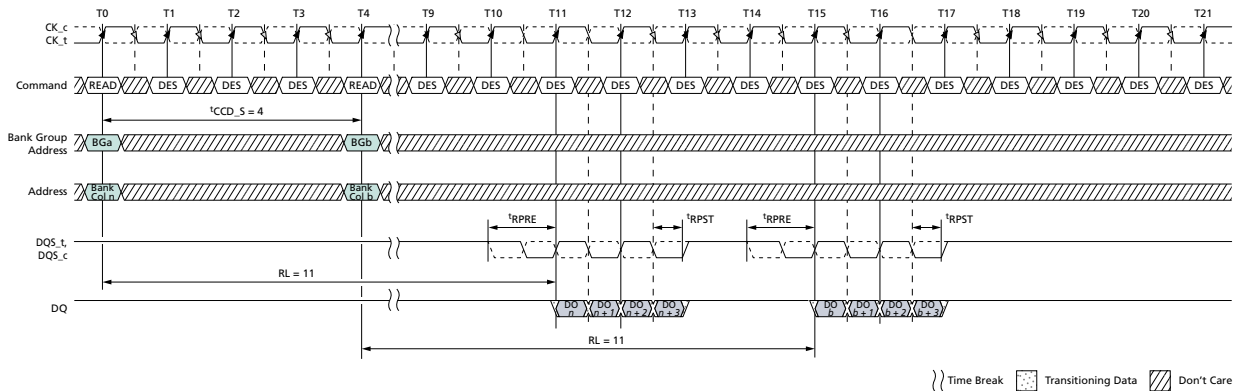 T0 T1 T2 T3 T4 T9 T10 T11 T12 T13 T14 T15 T16 T17 T18 T19 T20 T21
CK_c
CK_t
Command READ DES DES DES READ DES DES DES DES DES DES DES DES DES DES DES DES DES
tCCD_S = 4
Bank Group
Address
BGa BGb
Address
Bank
Col n
Bank
Col b
tRPRE tRPST tRPRE tRPST
DQS_t,
DQS_c
RL = 11
DQ
DO
n
DO
n + 1
DO
n + 2
DO
n + 3
DO
b
DO
b + 1
DO
b + 2
DO
b + 3
RL = 11
Time Break Transitioning Data Don't Care